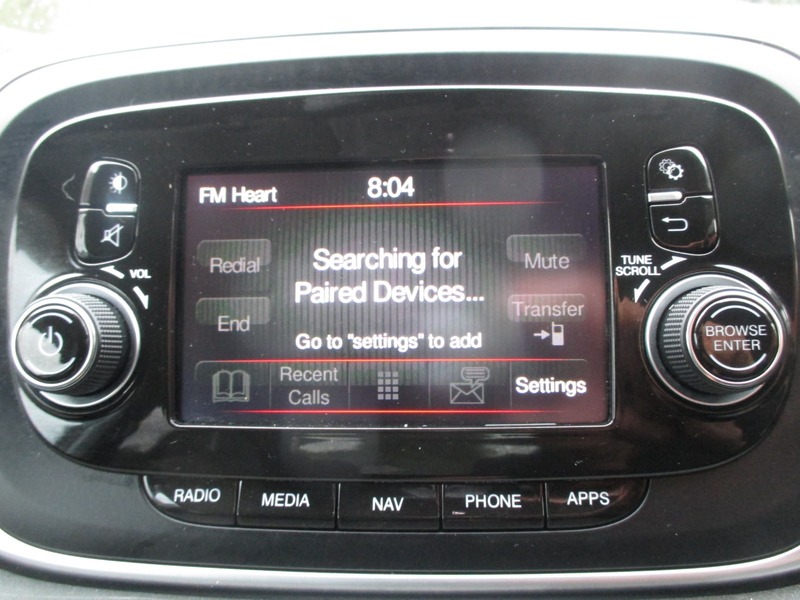 FM Heart
8:04
Redial
Searching for
Paired Devices...
Mute
End
Transfer
Go to "settings" to add
Recent
Calls
Settings
VOL
TUNE
SCROLL
BROWSE
ENTER
RADIO
MEDIA
NAV
PHONE
APPS